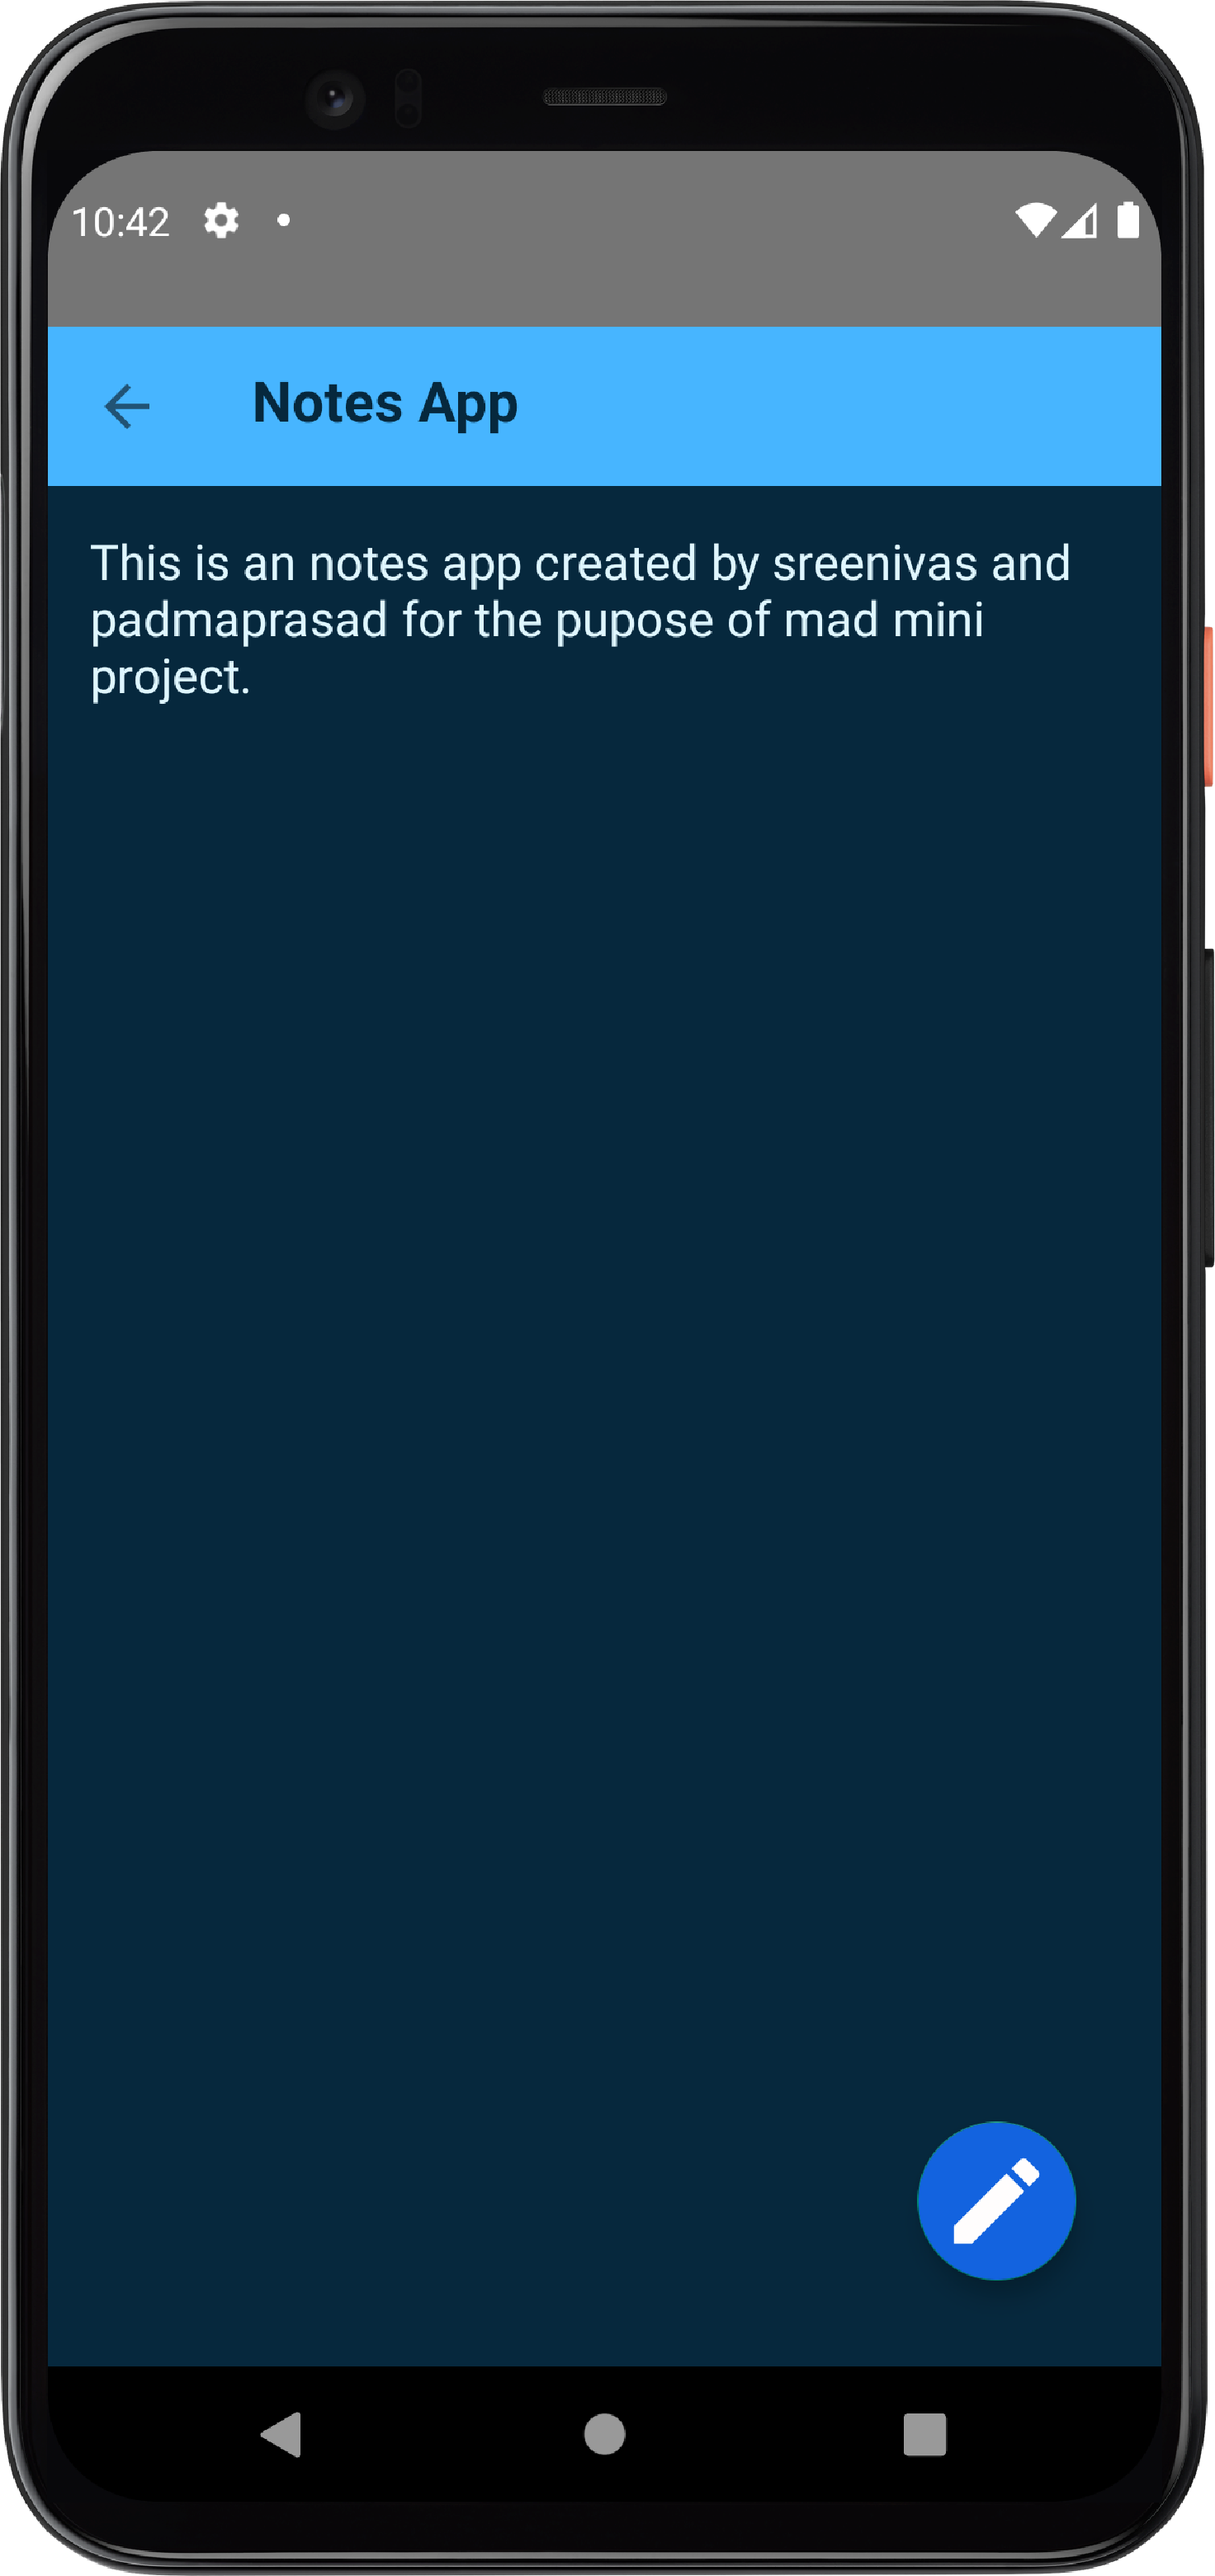 10:42
Notes App
This is an notes app created by sreenivas and
padmaprasad for the pupose of mad mini
project.